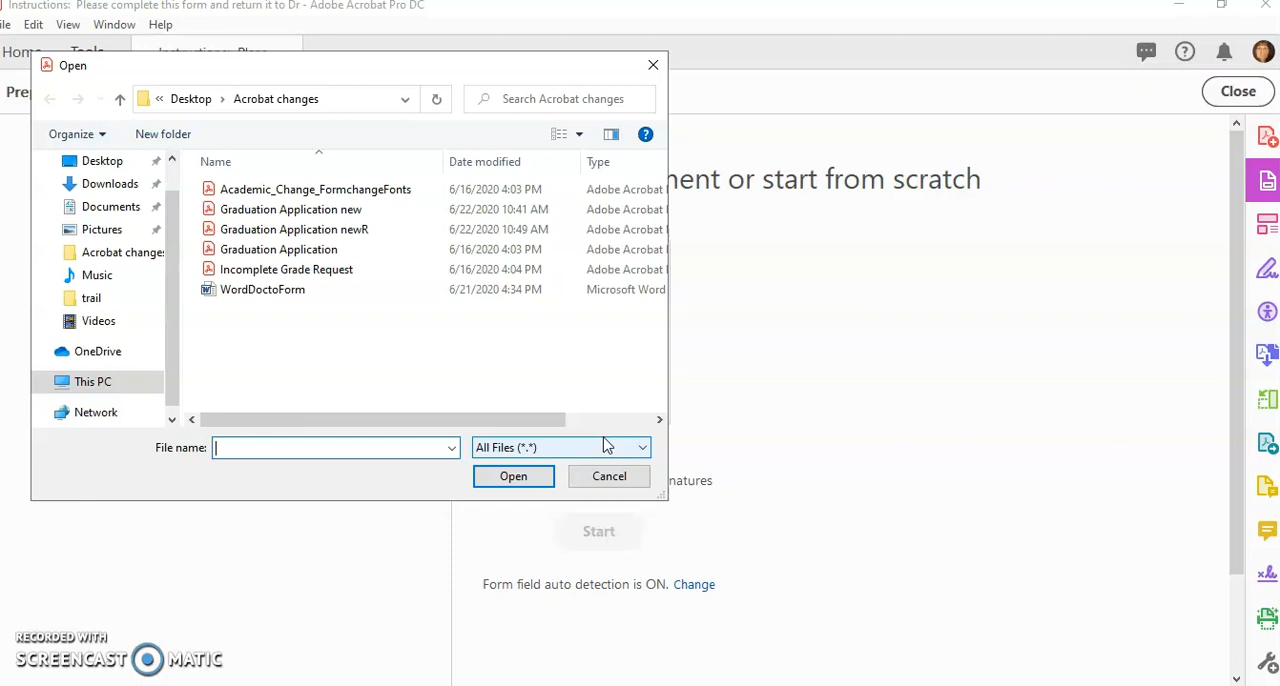 Instructions: Please complete this form and return it to Dr - Adobe Acrobat Pro DC
ile Edit View Window Help
Hom Tools Instructions: Pleas
Open
Prep
« Desktop › Acrobat changes
Search Acrobat changes
Close
Organize New folder
Name Date modified Type
Desktop
Downloads
Documents
Pictures
Acrobat changes
Music
trail
Videos
OneDrive
This PC
Network
Academic_Change_FormchangeFonts 6/16/2020 4:03 PM Adobe Acrobat
Graduation Application new 6/22/2020 10:41 AM Adobe Acrobat
Graduation Application newR 6/22/2020 10:49 AM Adobe Acrobat
Graduation Application 6/16/2020 4:03 PM Adobe Acrobat
Incomplete Grade Request 6/16/2020 4:04 PM Adobe Acrobat
WordDoctoForm 6/21/2020 4:34 PM Microsoft Word
ment or start from scratch
File name: All Files (*.*)
Open Cancel
natures
Start
Form field auto detection is ON. Change
RECORDED WITH
SCREENCAST MATIC